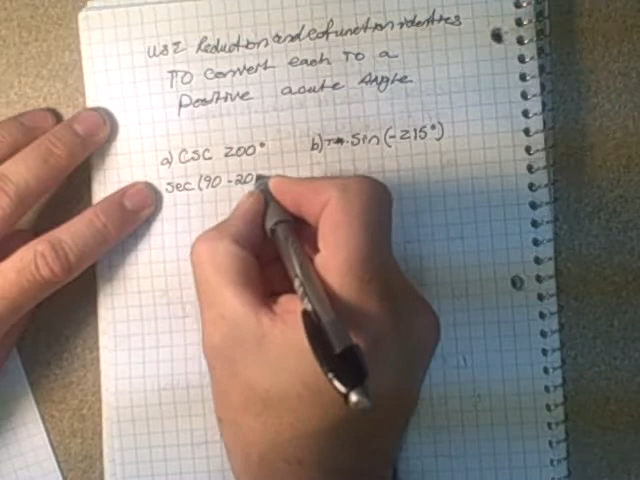 USE Reduction and cofunction identities
TO convert each To a
Positive acute Angle
a) CSC 200° b) Sin(-215°)
sec(90-20